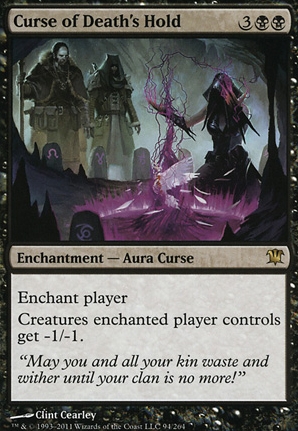 Curse of Death's Hold 3
Enchantment — Aura Curse
Enchant player
Creatures enchanted player controls
get -1/-1.
"May you and all your kin waste and
wither until your clan is no more!"
Clint Cearley
™ & © 1993-2011 Wizards of the Coast LLC 94/264